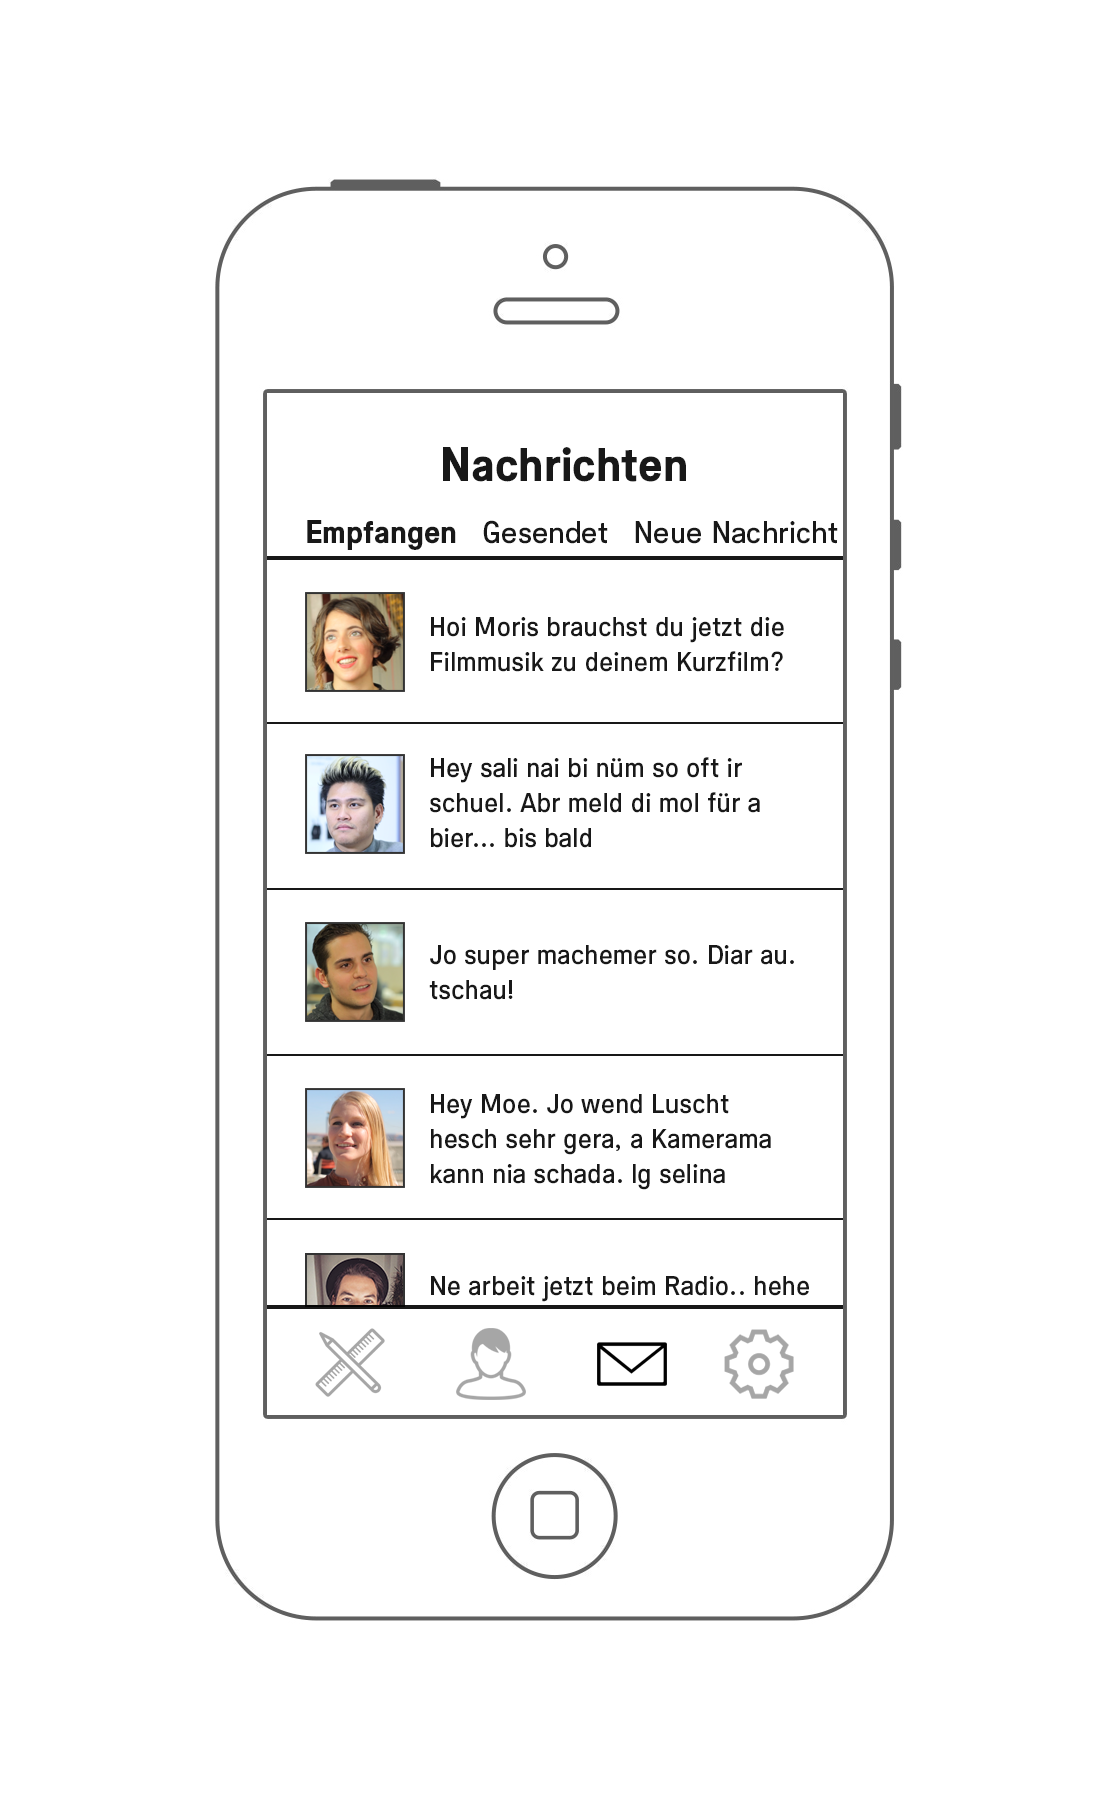 Nachrichten
Empfangen Gesendet Neue Nachricht
Hoi Moris brauchst du jetzt die
Filmmusik zu deinem Kurzfilm?
Hey sali nai bi nüm so oft ir
schuel. Abr meld di mol für a
bier... bis bald
Jo super machemer so. Diar au.
tschau!
Hey Moe. Jo wend Luscht
hesch sehr gera, a Kamerama
kann nia schada. lg selina
Ne arbeit jetzt beim Radio.. hehe